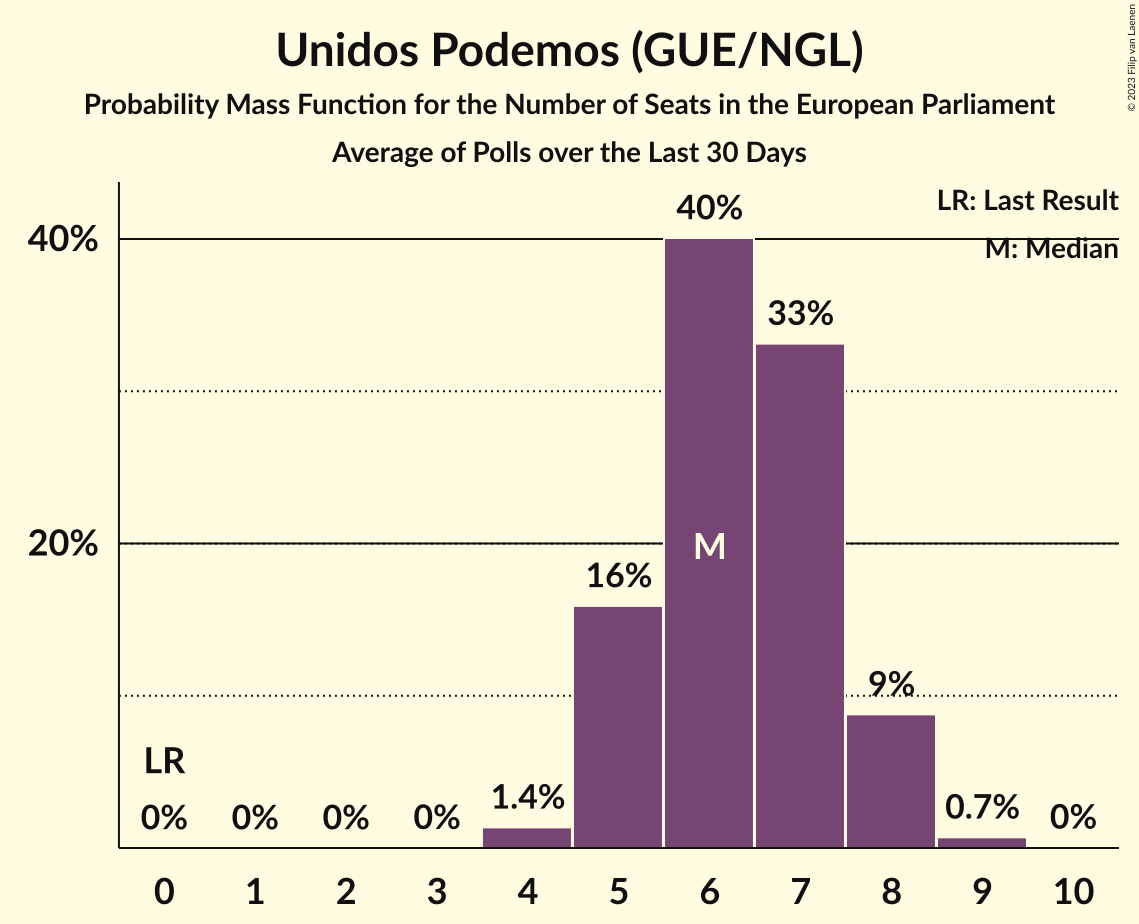 Unidos Podemos (GUE/NGL)
Probability Mass Function for the Number of Seats in the European Parliament
Average of Polls over the Last 30 Days
© 2023 Filip van Laenen
LR: Last Result
M: Median
40%
20%
40%
33%
16%
M
9%
LR
0%
0%
0%
0%
1.4%
0.7%
0%
0 1 2 3 4 5 6 7 8 9 10